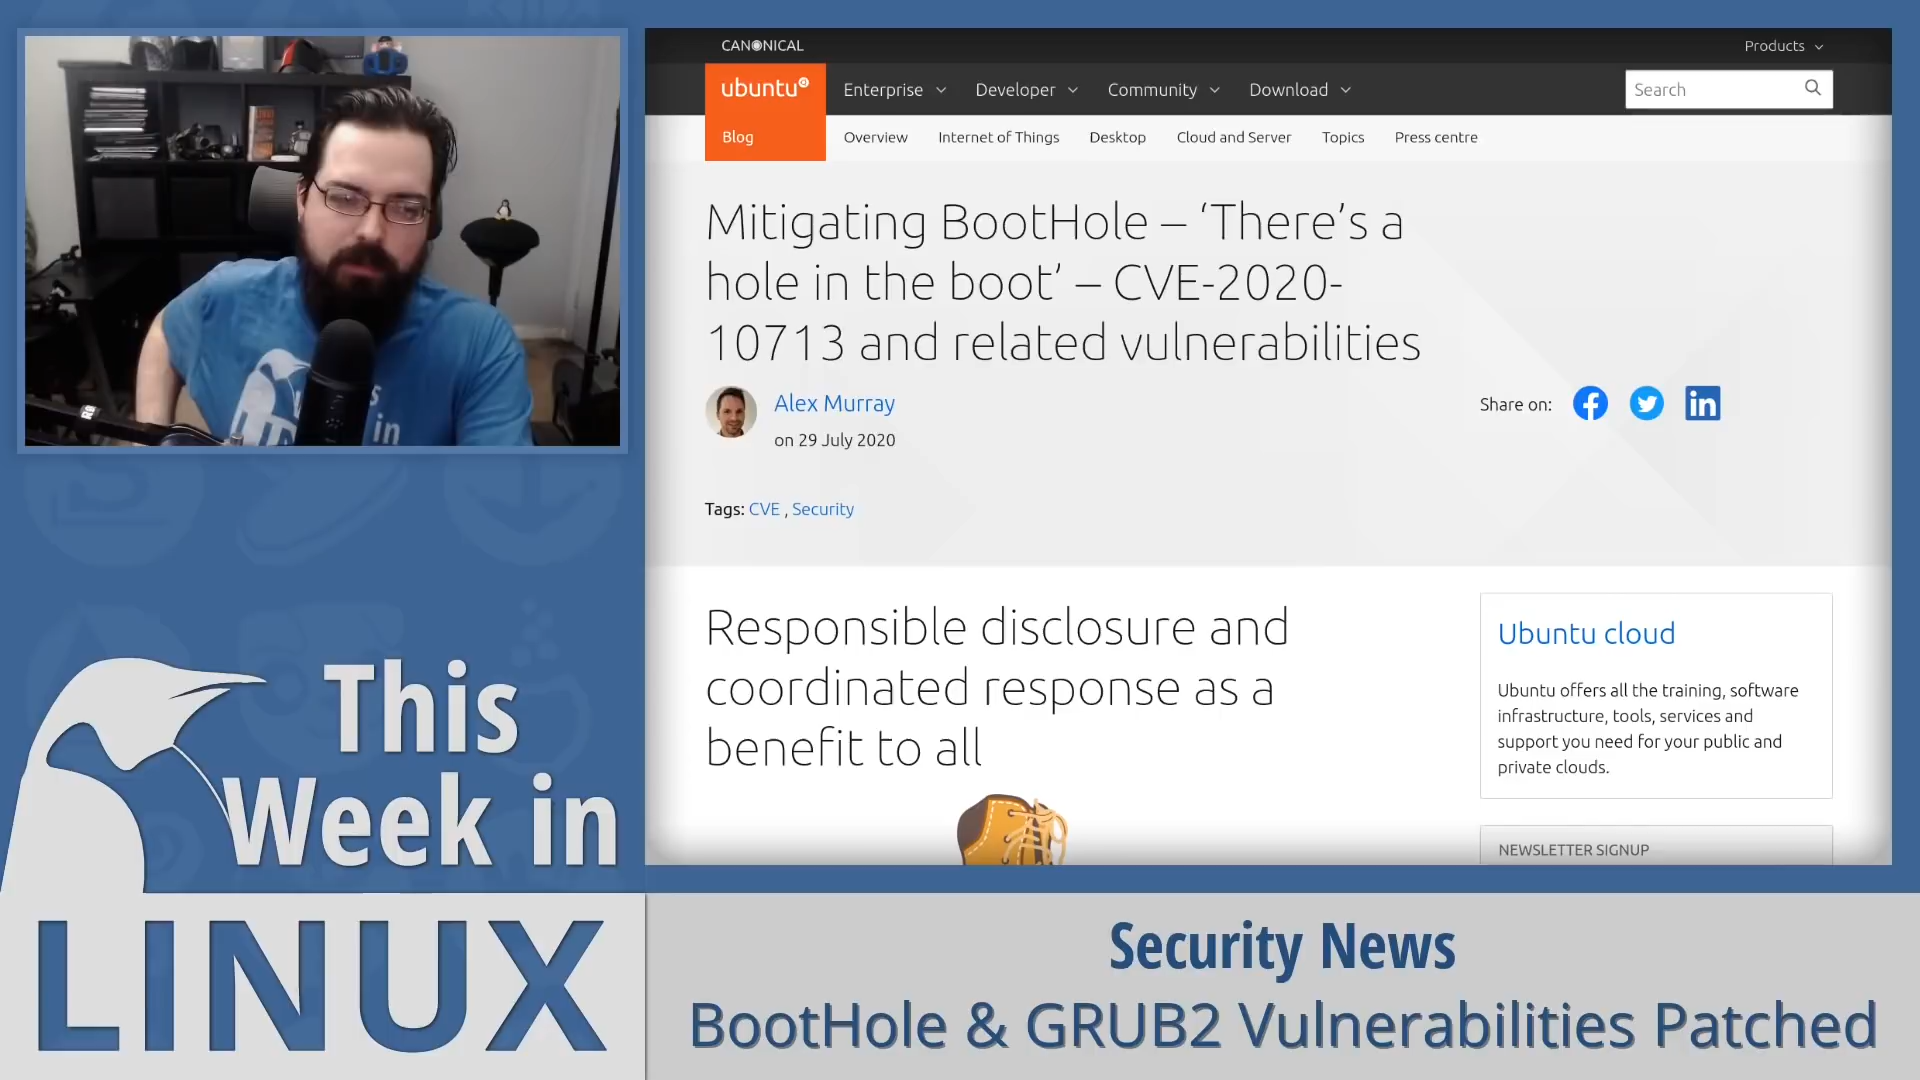 CANONICAL
Products
ubuntu
Enterprise
Developer
Community
Download
Search
Blog
Overview
Internet of Things
Desktop
Cloud and Server
Topics
Press centre
Mitigating BootHole – ‘There’s a
hole in the boot’ – CVE-2020-
10713 and related vulnerabilities
Alex Murray
on 29 July 2020
Share on:
Tags: CVE , Security
Responsible disclosure and
coordinated response as a
benefit to all
Ubuntu cloud
Ubuntu offers all the training, software
infrastructure, tools, services and
support you need for your public and
private clouds.
NEWSLETTER SIGNUP
This
Week in
LINUX
Security News
BootHole & GRUB2 Vulnerabilities Patched